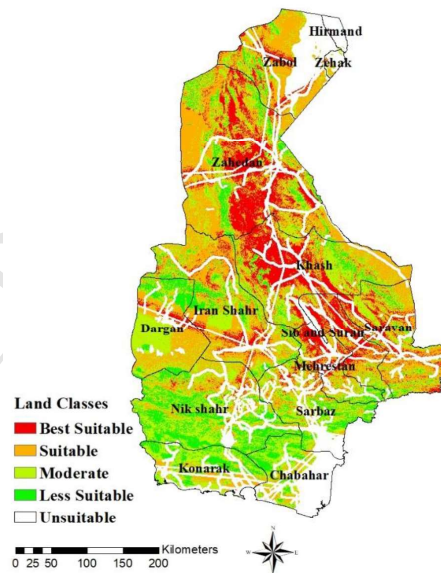 Hirmand
Zabol
Zehak
Zahedan
Khash
Iran Shahr
Dargan
Sib and Suran
Saravan
Mehrestan
Nik shahr
Sarbaz
Konarak
Chabahar
Land Classes
Best Suitable
Suitable
Moderate
Less Suitable
Unsuitable
0 25 50 100 150 200
Kilometers
N
W E
S